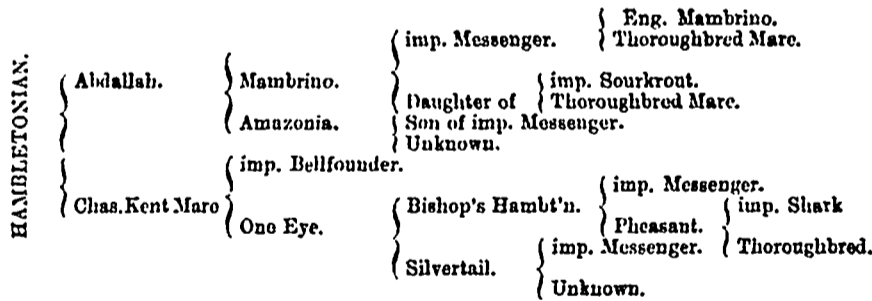 HAMBLETONIAN.
Abdallah.
Mambrino.
imp. Messenger.
Eng. Mambrino.
Thoroughbred Mare.
Daughter of
imp. Sourkrout.
Thoroughbred Mare.
Amazonia.
Son of imp. Messenger.
Unknown.
Chas. Kent Mare
imp. Bellfounder.
One Eye.
Bishop's Hambt'n.
imp. Messenger.
Pheasant.
imp. Shark
Thoroughbred.
Silvertail.
imp. Messenger.
Unknown.